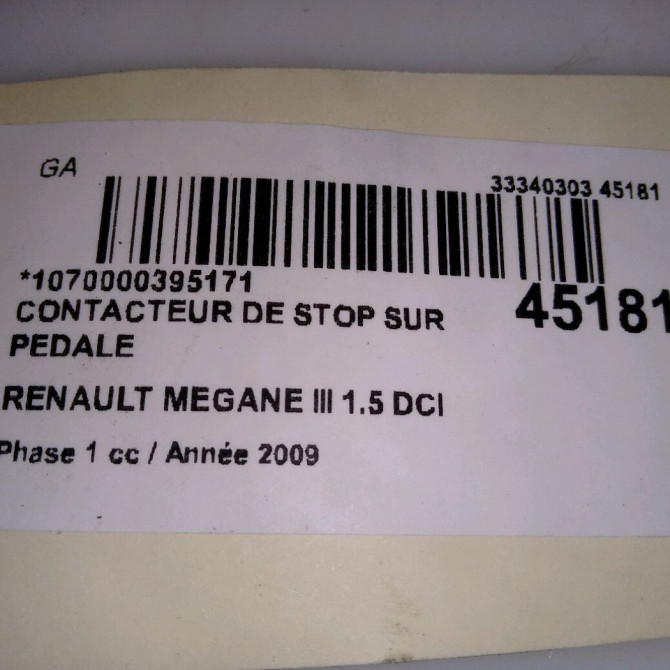 GA
33340303 45181
*1070000395171
45181
CONTACTEUR DE STOP SUR
PEDALE
RENAULT MEGANE III 1.5 DCI
Phase 1 cc / Année 2009